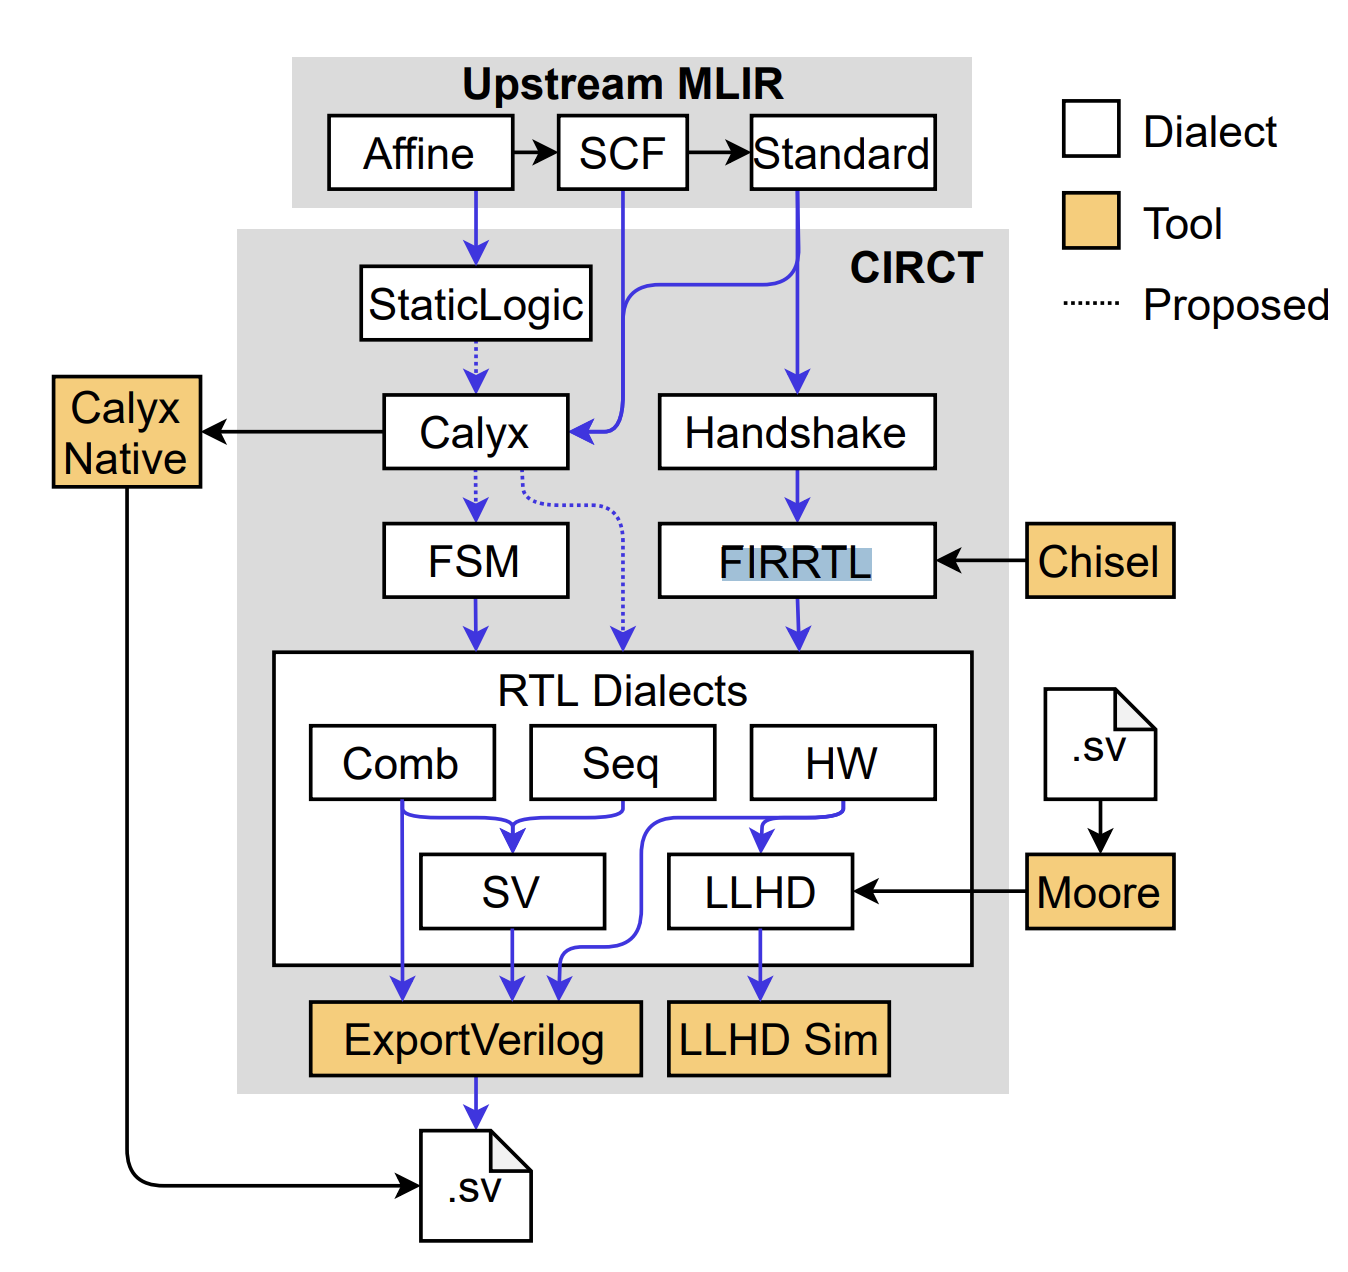 Upstream MLIR
Affine
SCF
Standard
Dialect
Tool
Proposed
CIRCT
StaticLogic
Calyx
Native
Calyx
Handshake
FSM
FIRRTL
Chisel
RTL Dialects
Comb
Seq
HW
.sv
SV
LLHD
Moore
ExportVerilog
LLHD Sim
.sv